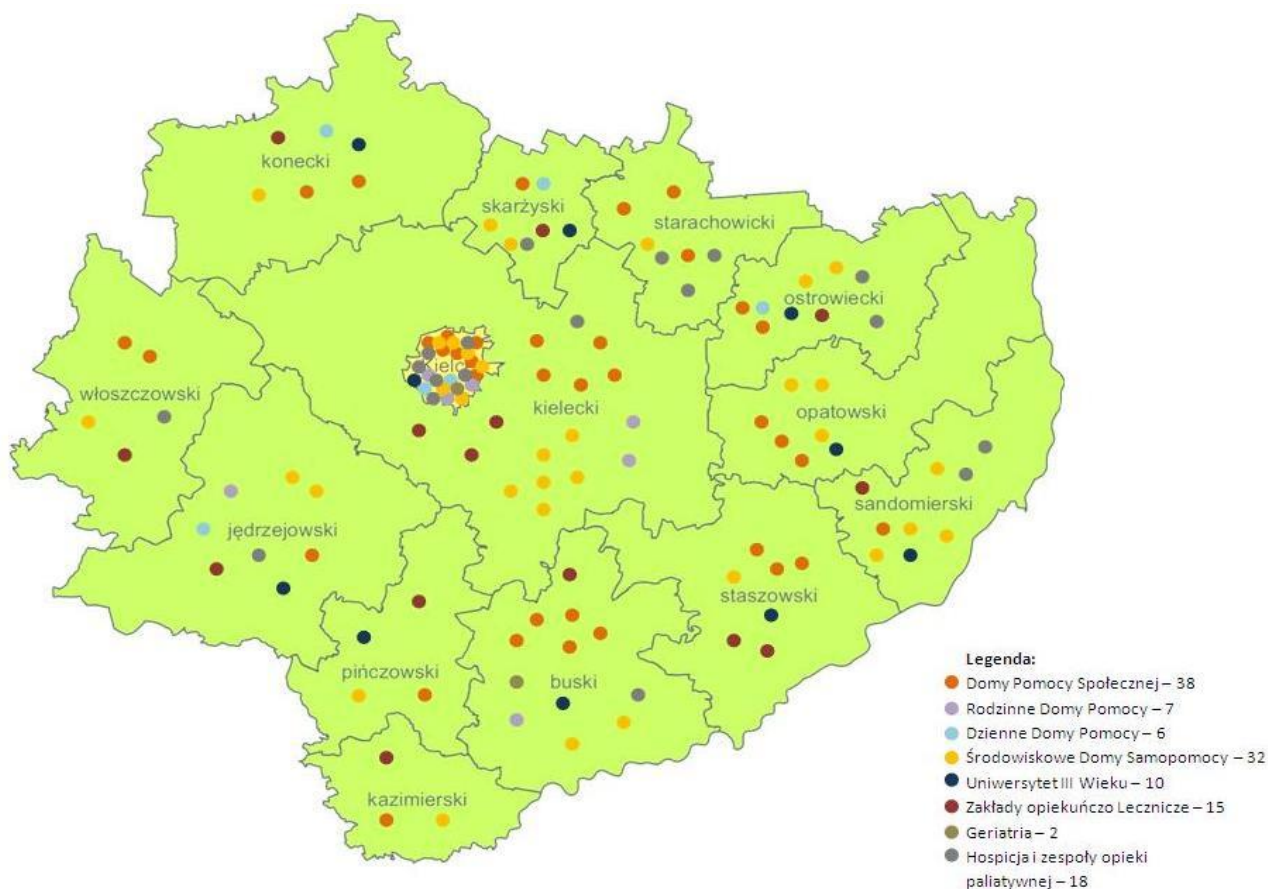 konecki
skarżyski
starachowicki
ostrowiecki
włoszczowski
kielecki
opatowski
sandomierski
jędrzejowski
staszowski
pińczowski
buski
kazimierski
Legenda:
Domy Pomocy Społecznej – 38
Rodzinne Domy Pomocy – 7
Dzienne Domy Pomocy – 6
Środowiskowe Domy Samopomocy – 32
Uniwersytet III Wieku – 10
Zakłady opiekuńczo Lecznicze – 15
Geriatria – 2
Hospicja i zespoły opieki
paliatywnej – 18